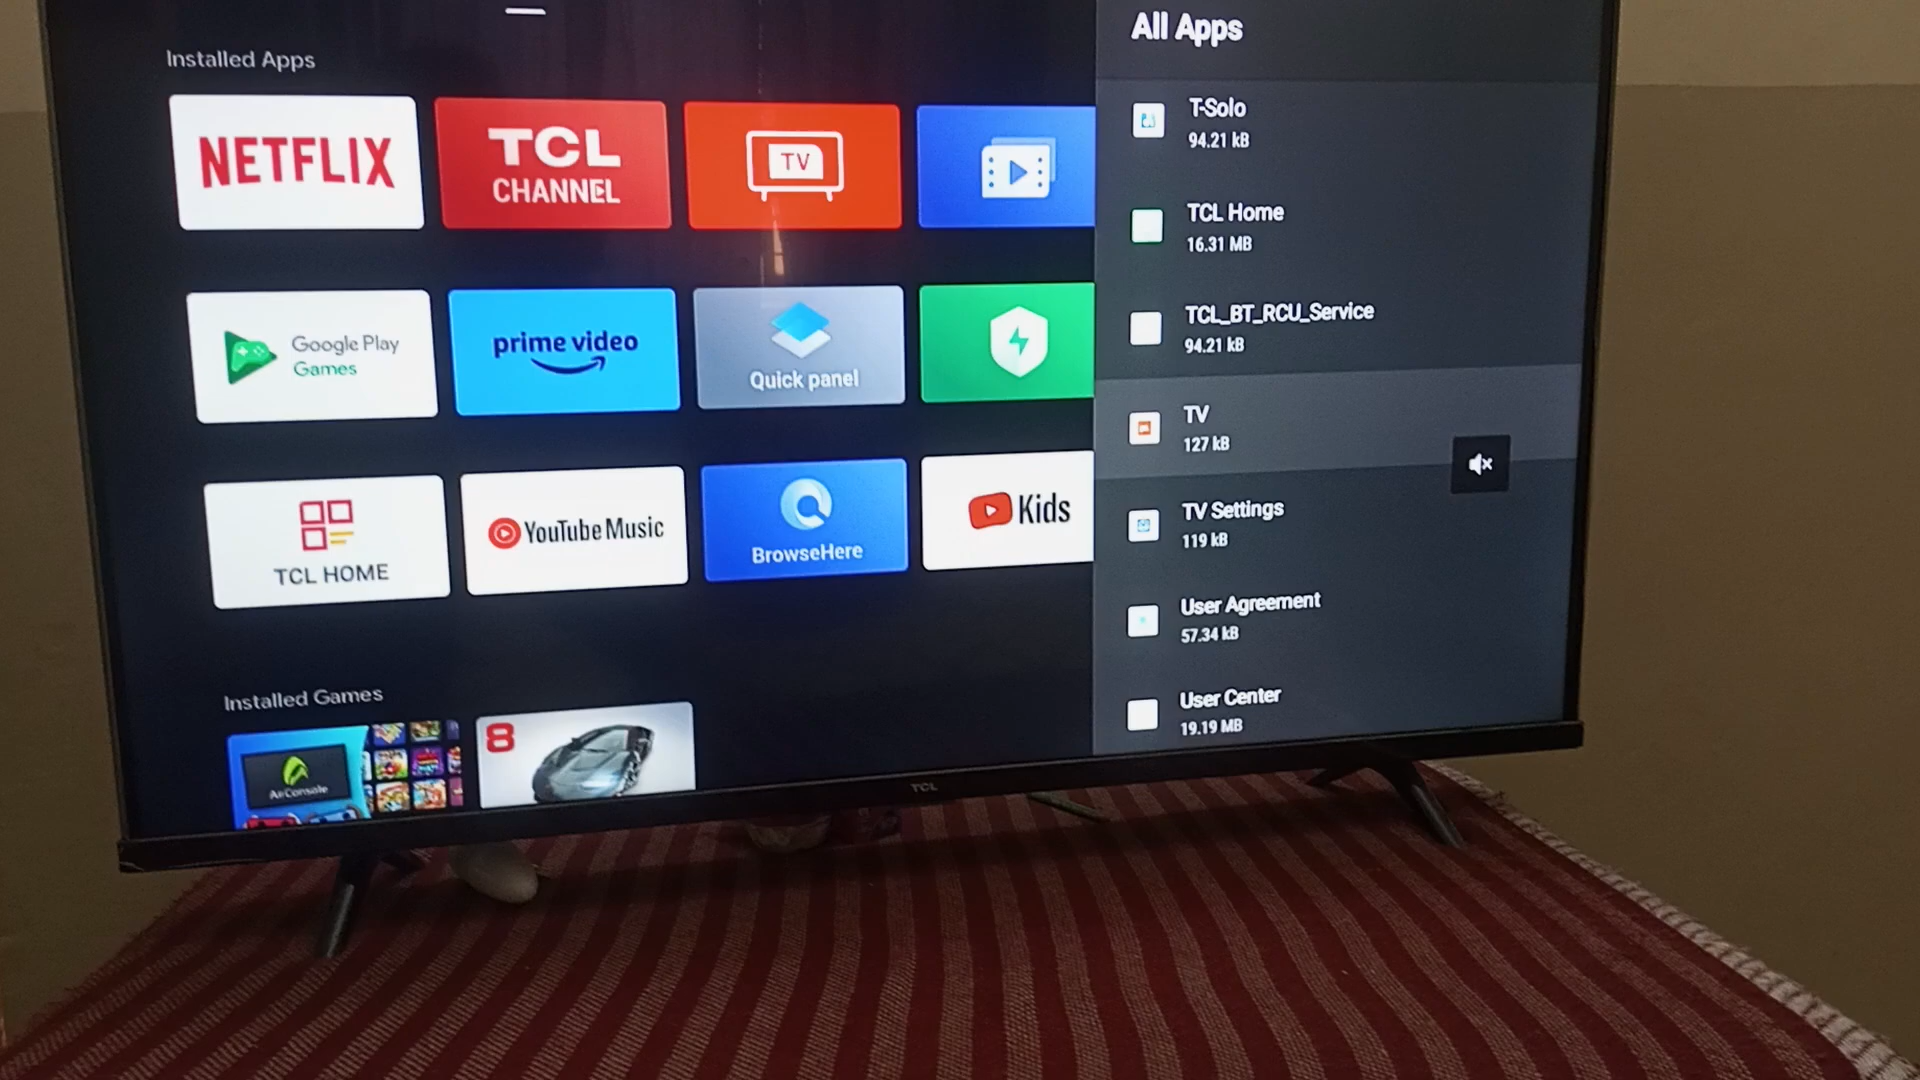 Installed Apps
NETFLIX
TCL
CHANNEL
TV
Google Play
Games
prime video
Quick panel
TCL HOME
YouTube Music
BrowseHere
Kids
Installed Games
AirConsole
8
All Apps
T-Solo
94.21 kB
TCL Home
16.31 MB
TCL_BT_RCU_Service
94.21 kB
TV
127 kB
TV Settings
119 kB
User Agreement
57.34 kB
User Center
19.19 MB
TCL